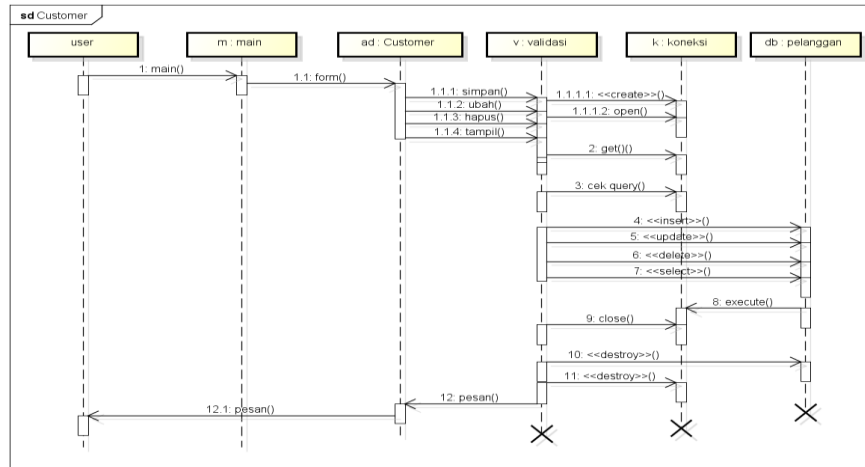 sd Customer
user
m : main
ad : Customer
v : validasi
k : koneksi
db : pelanggan
1: main()
1.1: form()
1.1.1: simpan()
1.1.2: ubah()
1.1.3: hapus()
1.1.4: tampil()
1.1.1.1: <<create>>()
1.1.1.2: open()
2: get()()
3: cek query()
4: <<insert>>()
5: <<update>>()
6: <<delete>>()
7: <<select>>()
8: execute()
9: close()
10: <<destroy>>()
11: <<destroy>>()
12: pesan()
12.1: pesan()